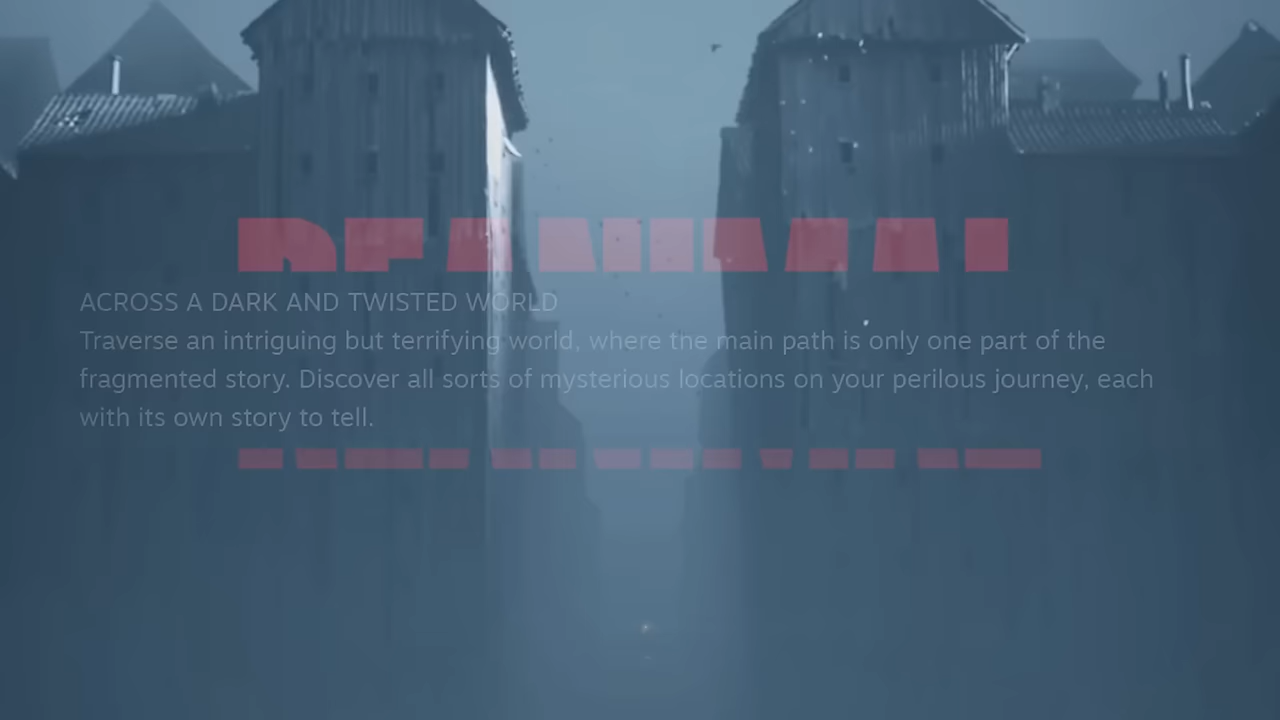 REANIMAL
ACROSS A DARK AND TWISTED WORLD
Traverse an intriguing but terrifying world, where the main path is only one part of the
fragmented story. Discover all sorts of mysterious locations on your perilous journey, each
with its own story to tell.